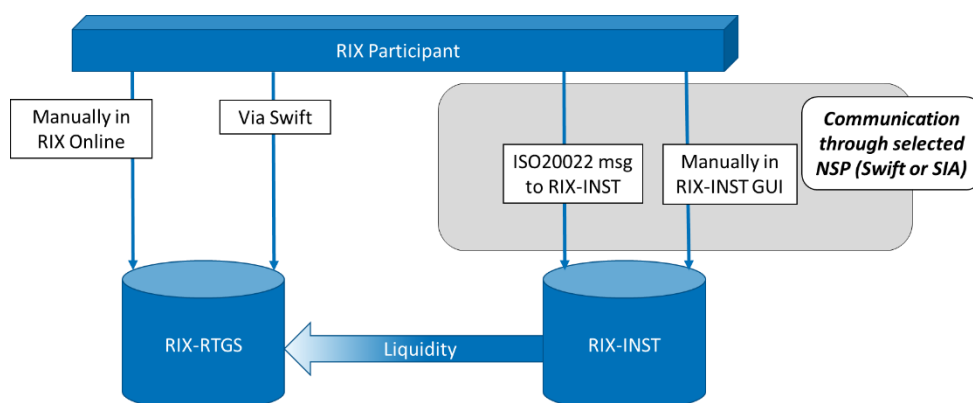 RIX Participant
Manually in
RIX Online
Via Swift
ISO20022 msg
to RIX-INST
Manually in
RIX-INST GUI
Communication
through selected
NSP (Swift or SIA)
RIX-RTGS
Liquidity
RIX-INST